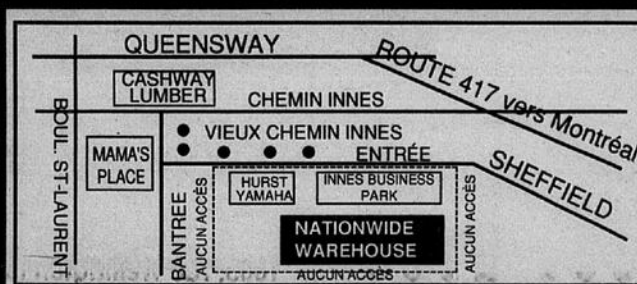 QUEENSWAY
ROUTE 417 vers Montréal
CASHWAY
LUMBER
CHEMIN INNES
BOUL. ST-LAURENT
MAMA'S
PLACE
VIEUX CHEMIN INNES
ENTRÉE
SHEFFIELD
BANTREE
AUCUN ACCÈS
HURST
YAMAHA
INNES BUSINESS
PARK
AUCUN ACCÈS
NATIONWIDE
WAREHOUSE
AUCUN ACCÈS